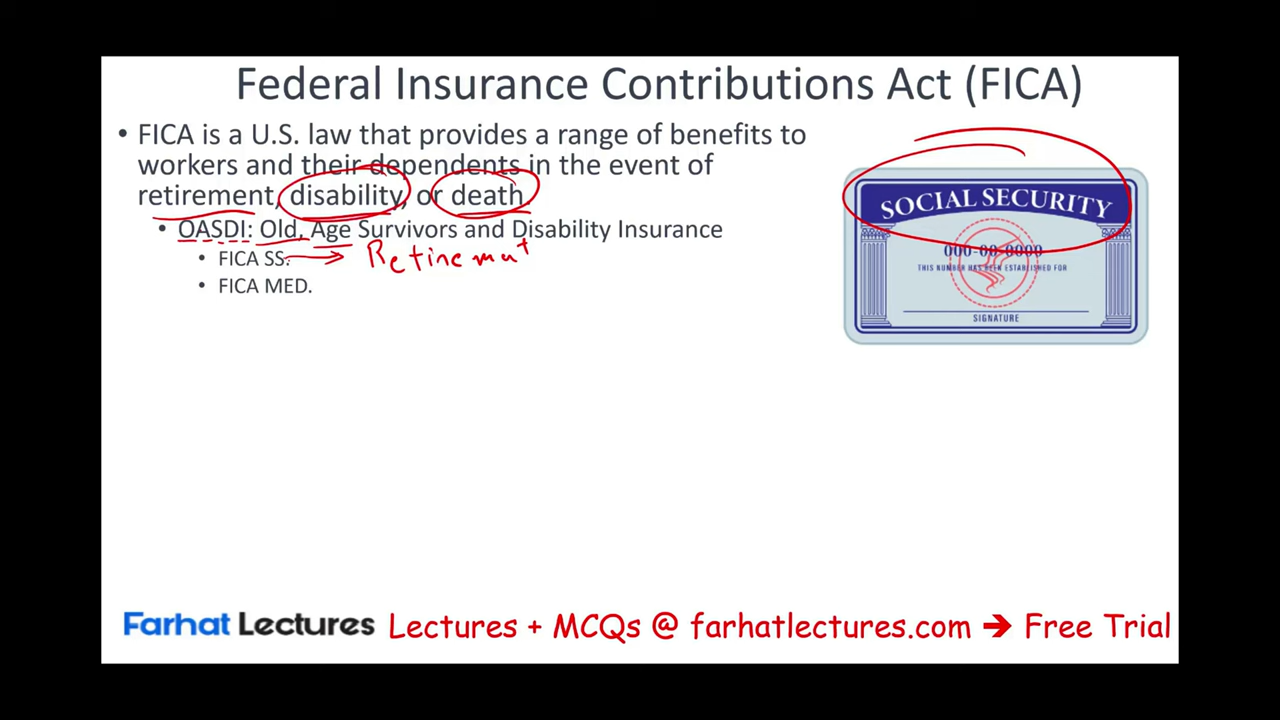 Federal Insurance Contributions Act (FICA)
• FICA is a U.S. law that provides a range of benefits to
workers and their dependents in the event of
retirement, disability, or death.
• OASDI: Old, Age Survivors and Disability Insurance
• FICA SS.
Retirement
• FICA MED.
SOCIAL SECURITY
000-00-0000
THIS NUMBER HAS BEEN ESTABLISHED FOR
SIGNATURE
Farhat Lectures Lectures + MCQs @ farhatlectures.com → Free Trial